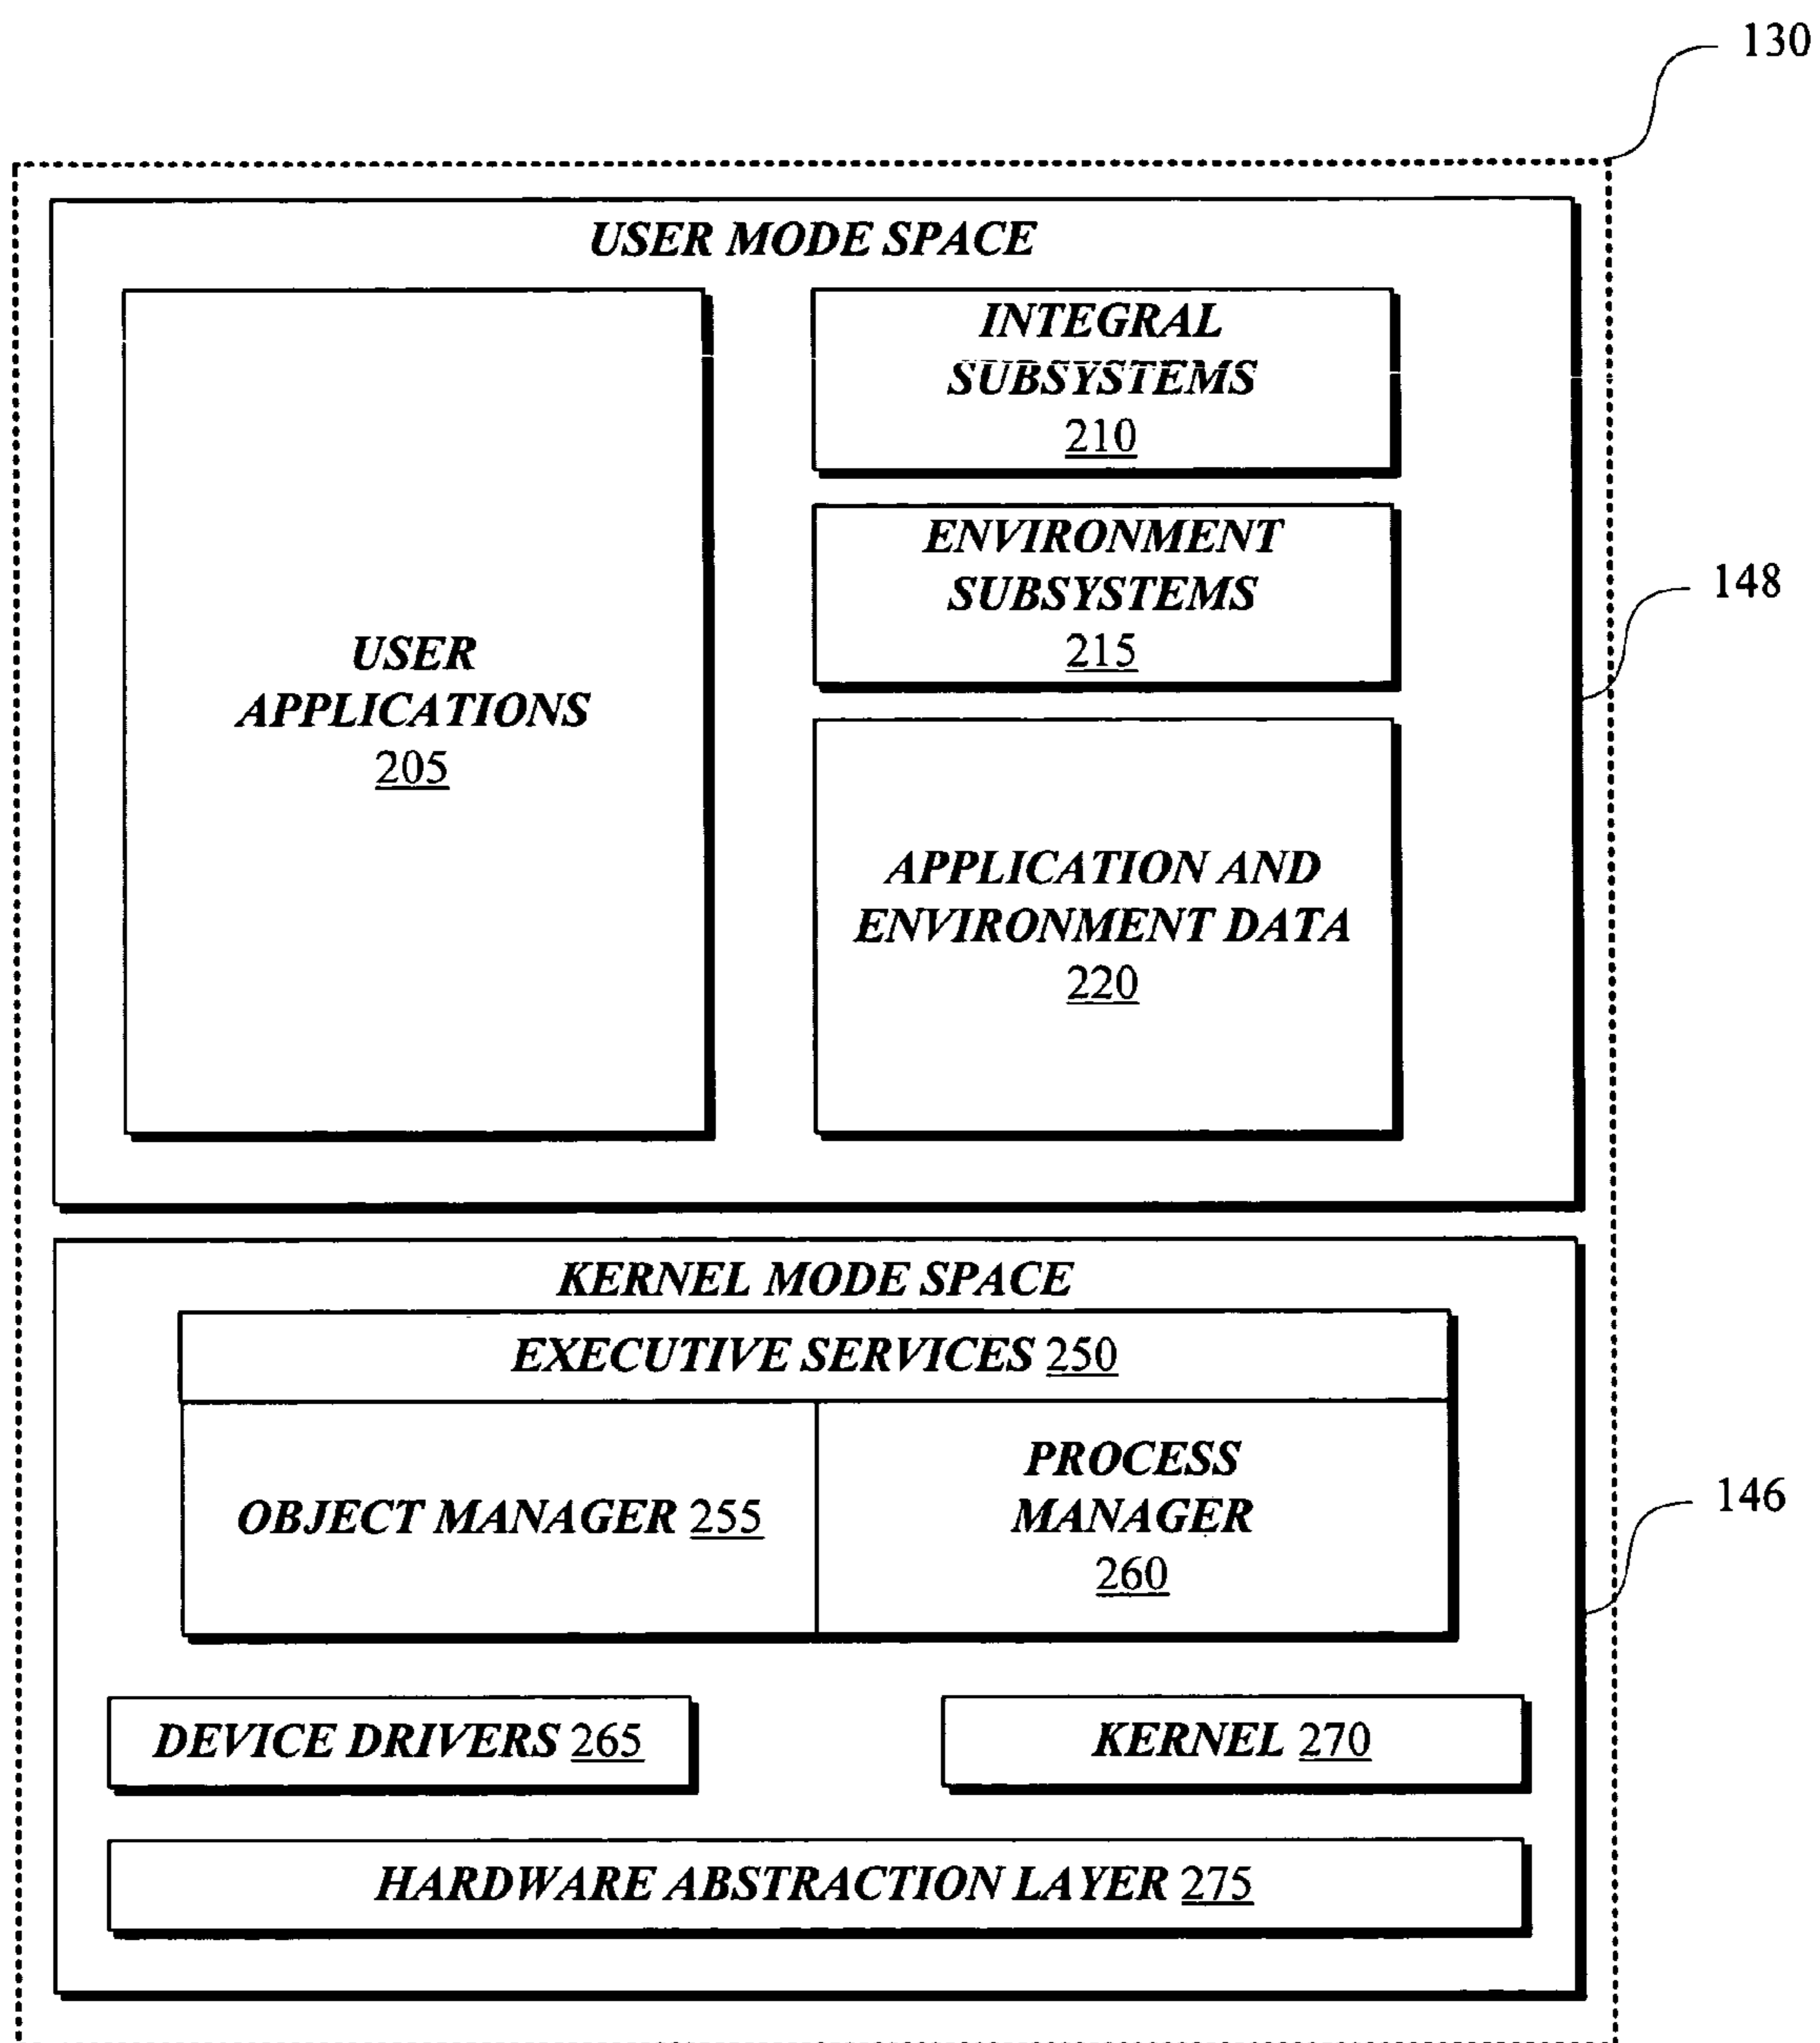 130
USER MODE SPACE
INTEGRAL
SUBSYSTEMS
210
ENVIRONMENT
SUBSYSTEMS
215
148
USER
APPLICATIONS
205
APPLICATION AND
ENVIRONMENT DATA
220
KERNEL MODE SPACE
EXECUTIVE SERVICES 250
OBJECT MANAGER 255
PROCESS
MANAGER
260
146
DEVICE DRIVERS 265
KERNEL 270
HARDWARE ABSTRACTION LAYER 275